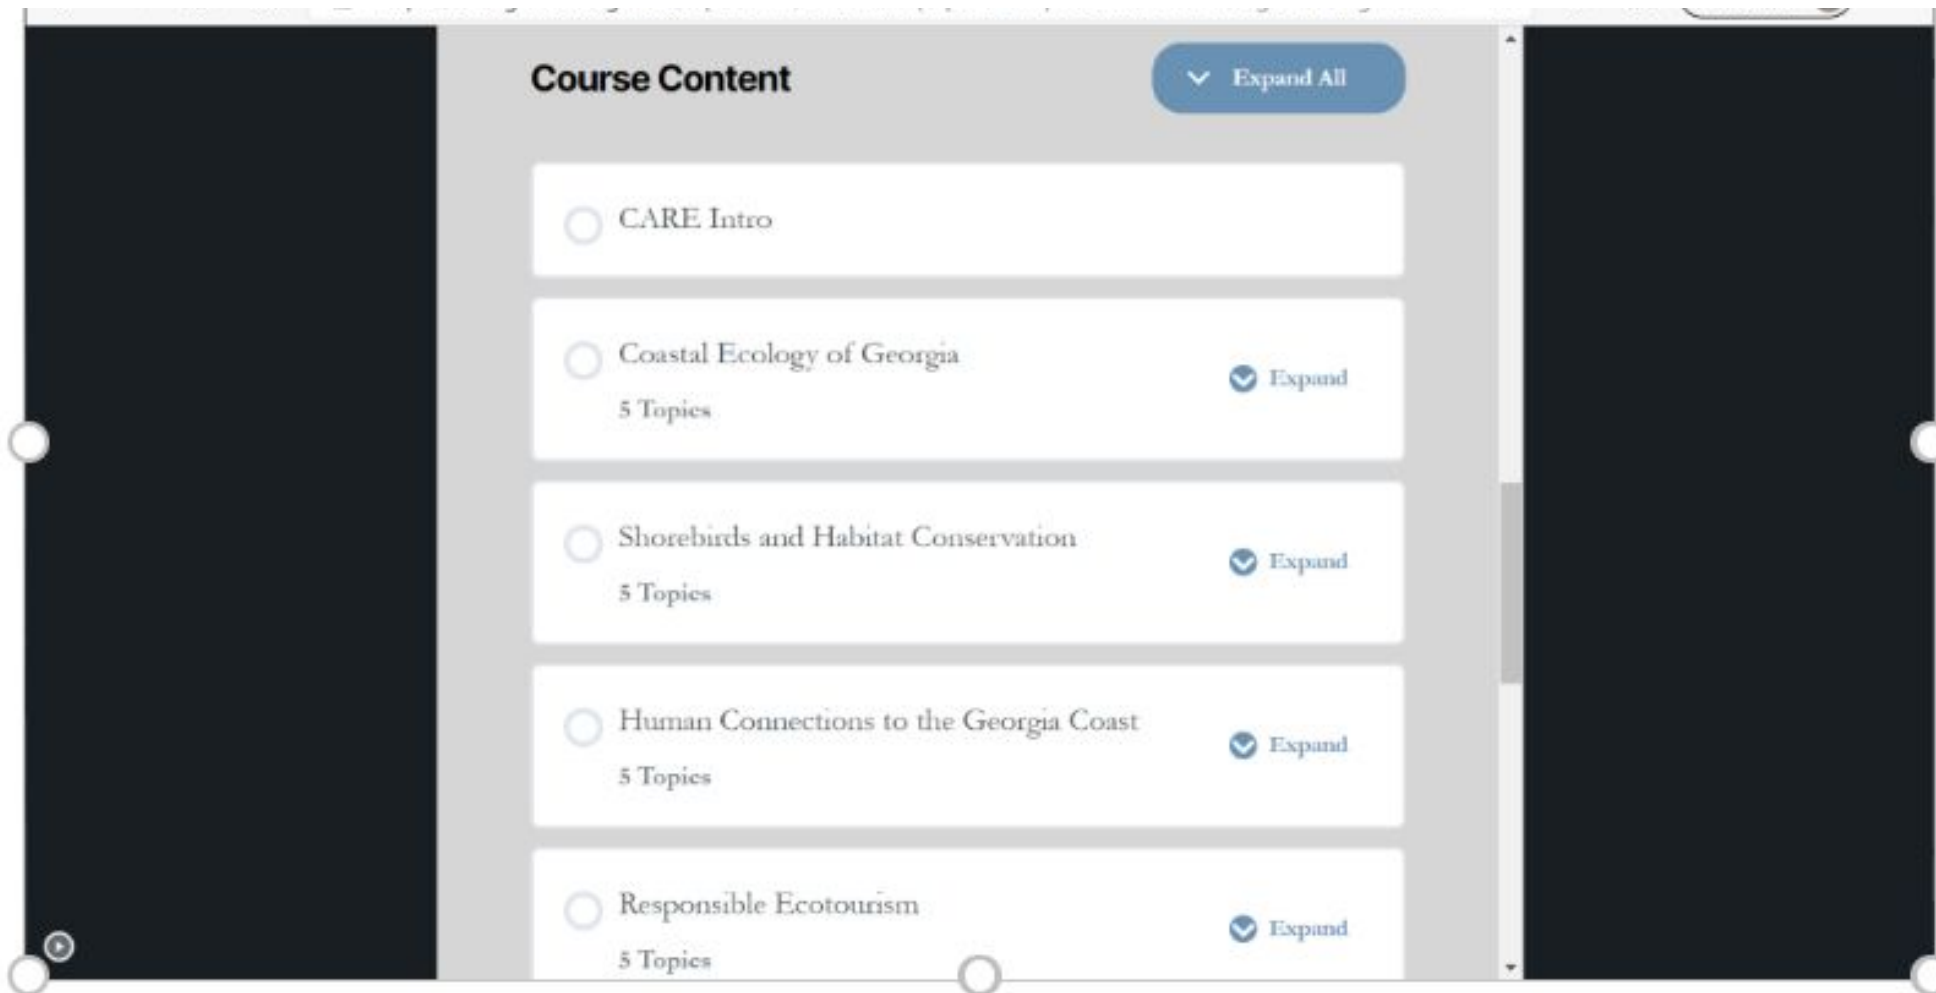 Course Content
Expand All
CARE Intro
Coastal Ecology of Georgia
Expand
5 Topics
Shorebirds and Habitat Conservation
Expand
5 Topics
Human Connections to the Georgia Coast
Expand
5 Topics
Responsible Ecotourism
Expand
5 Topics